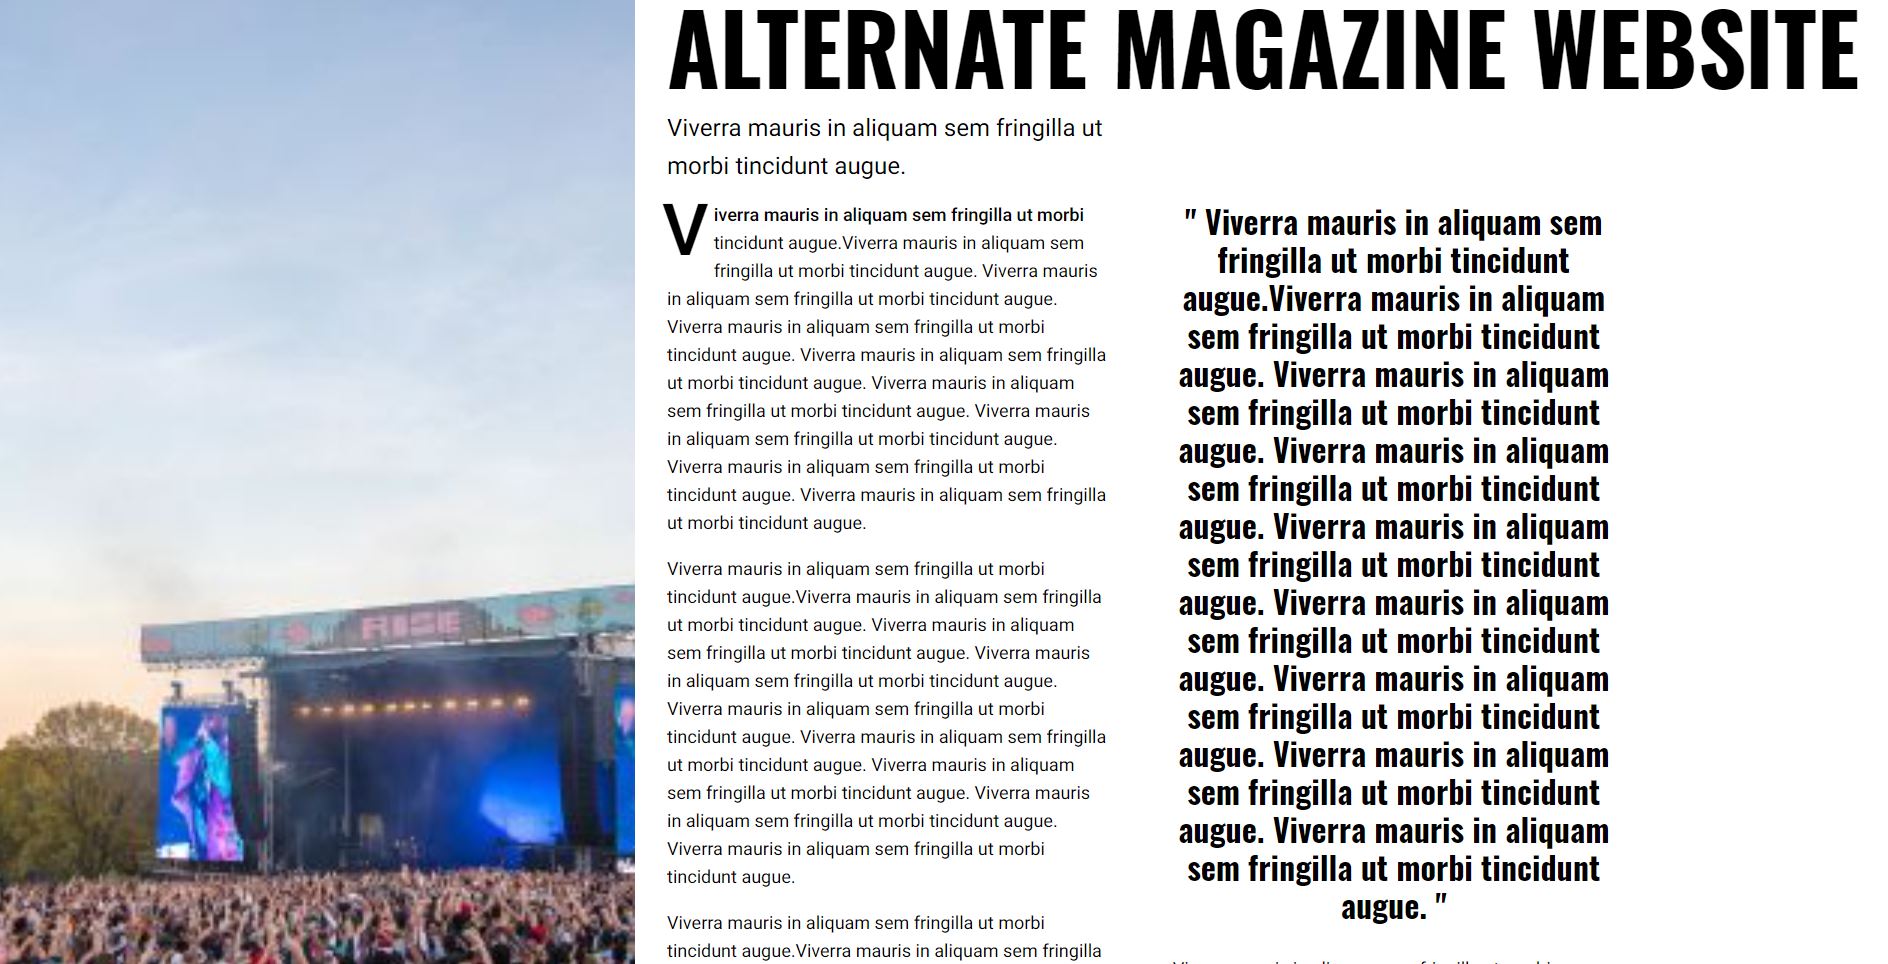 ALTERNATE MAGAZINE WEBSITE
Viverra mauris in aliquam sem fringilla ut
morbi tincidunt augue.
Viverra mauris in aliquam sem fringilla ut morbi
tincidunt augue.Viverra mauris in aliquam sem
fringilla ut morbi tincidunt augue. Viverra mauris
in aliquam sem fringilla ut morbi tincidunt augue.
Viverra mauris in aliquam sem fringilla ut morbi
tincidunt augue. Viverra mauris in aliquam sem fringilla
ut morbi tincidunt augue. Viverra mauris in aliquam
sem fringilla ut morbi tincidunt augue. Viverra mauris
in aliquam sem fringilla ut morbi tincidunt augue.
Viverra mauris in aliquam sem fringilla ut morbi
tincidunt augue. Viverra mauris in aliquam sem fringilla
ut morbi tincidunt augue.
Viverra mauris in aliquam sem fringilla ut morbi
tincidunt augue.Viverra mauris in aliquam sem fringilla
ut morbi tincidunt augue. Viverra mauris in aliquam
sem fringilla ut morbi tincidunt augue. Viverra mauris
in aliquam sem fringilla ut morbi tincidunt augue.
Viverra mauris in aliquam sem fringilla ut morbi
tincidunt augue. Viverra mauris in aliquam sem fringilla
ut morbi tincidunt augue. Viverra mauris in aliquam
sem fringilla ut morbi tincidunt augue. Viverra mauris
in aliquam sem fringilla ut morbi tincidunt augue.
Viverra mauris in aliquam sem fringilla ut morbi
tincidunt augue.
Viverra mauris in aliquam sem fringilla ut morbi
tincidunt augue.Viverra mauris in aliquam sem fringilla
" Viverra mauris in aliquam sem
fringilla ut morbi tincidunt
augue.Viverra mauris in aliquam
sem fringilla ut morbi tincidunt
augue. Viverra mauris in aliquam
sem fringilla ut morbi tincidunt
augue. Viverra mauris in aliquam
sem fringilla ut morbi tincidunt
augue. Viverra mauris in aliquam
sem fringilla ut morbi tincidunt
augue. Viverra mauris in aliquam
sem fringilla ut morbi tincidunt
augue. Viverra mauris in aliquam
sem fringilla ut morbi tincidunt
augue. Viverra mauris in aliquam
sem fringilla ut morbi tincidunt
augue. Viverra mauris in aliquam
sem fringilla ut morbi tincidunt
augue. "
RISE